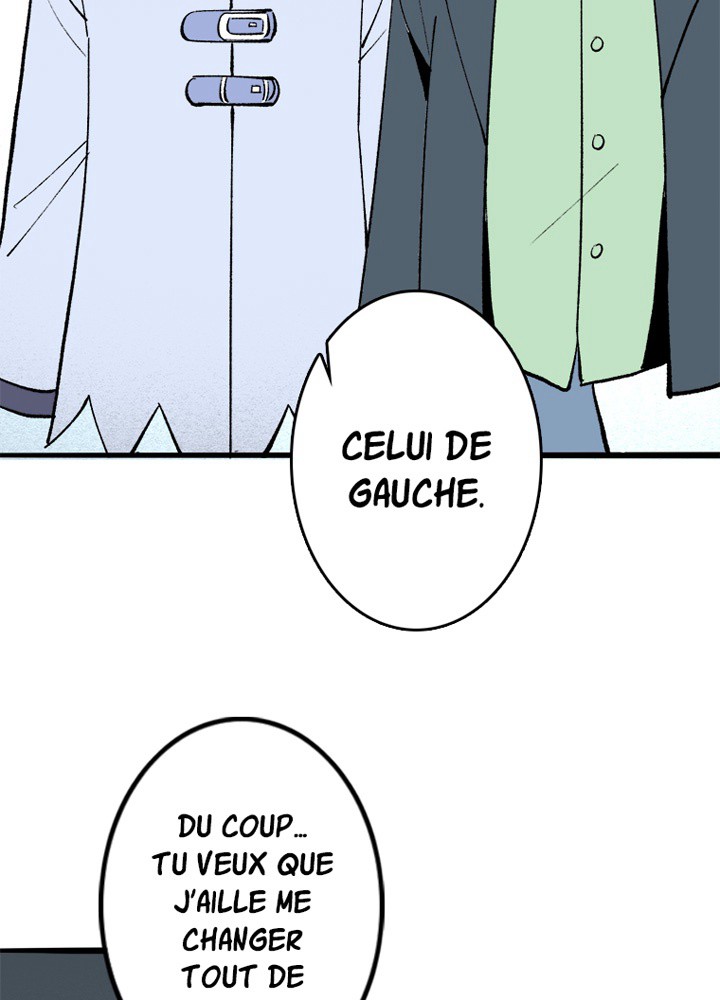 CELUI DE
GAUCHE.
DU COUP...
TU VEUX QUE
J'AILLE ME
CHANGER
TOUT DE